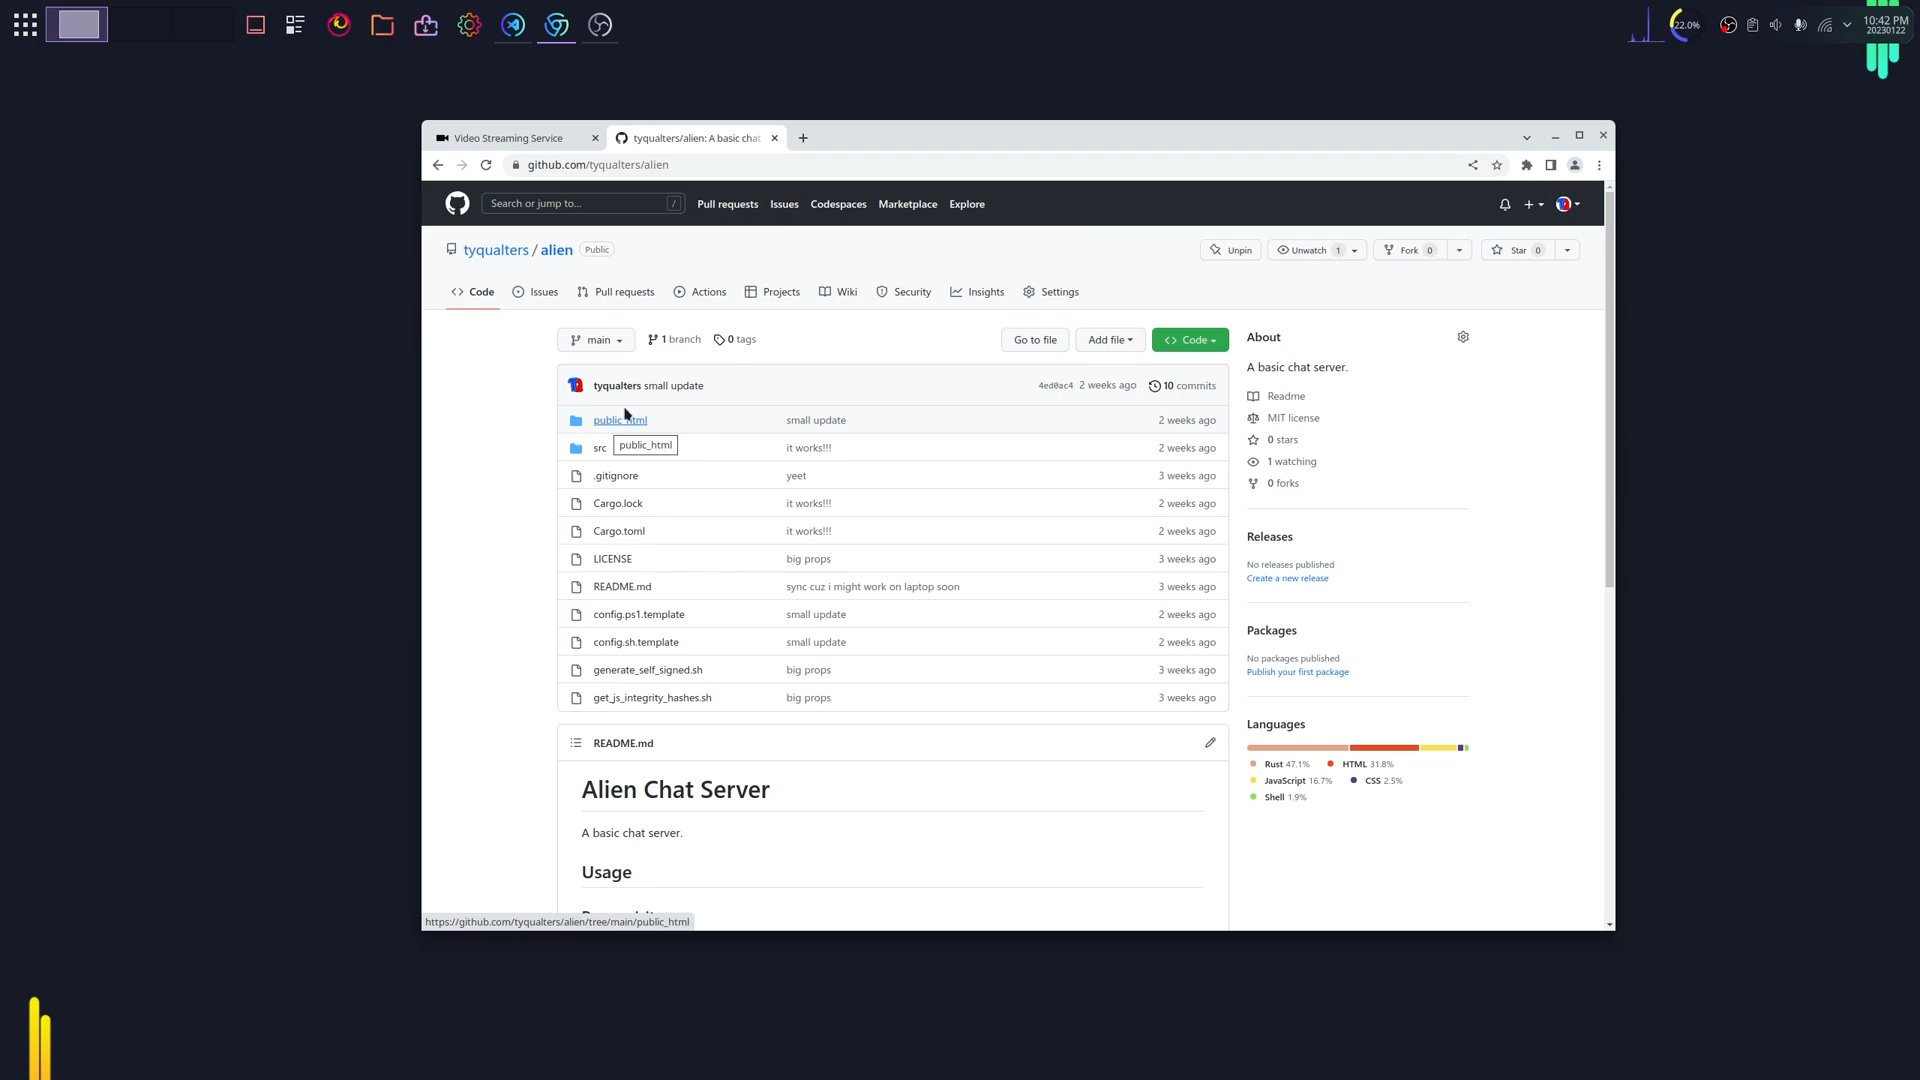 22.0%
10:42 PM
20230122
Video Streaming Service
tyqualters/alien: A basic chat
github.com/tyqualters/alien
Search or jump to... /
Pull requests Issues Codespaces Marketplace Explore
tyqualters / alien Public
Unpin Unwatch 1 Fork 0 Star 0
Code Issues Pull requests Actions Projects Wiki Security Insights Settings
main 1 branch 0 tags Go to file Add file Code
tyqualters small update 4ed0ac4 2 weeks ago 10 commits
public_html small update 2 weeks ago
public_html
src it works!!! 2 weeks ago
.gitignore yeet 3 weeks ago
Cargo.lock it works!!! 2 weeks ago
Cargo.toml it works!!! 2 weeks ago
LICENSE big props 3 weeks ago
README.md sync cuz i might work on laptop soon 3 weeks ago
config.ps1.template small update 2 weeks ago
config.sh.template small update 2 weeks ago
generate_self_signed.sh big props 3 weeks ago
get_js_integrity_hashes.sh big props 3 weeks ago
README.md
Alien Chat Server
A basic chat server.
Usage
https://github.com/tyqualters/alien/tree/main/public_html
About
A basic chat server.
Readme
MIT license
0 stars
1 watching
0 forks
Releases
No releases published
Create a new release
Packages
No packages published
Publish your first package
Languages
Rust 47.1% HTML 31.8%
JavaScript 16.7% CSS 2.5%
Shell 1.9%